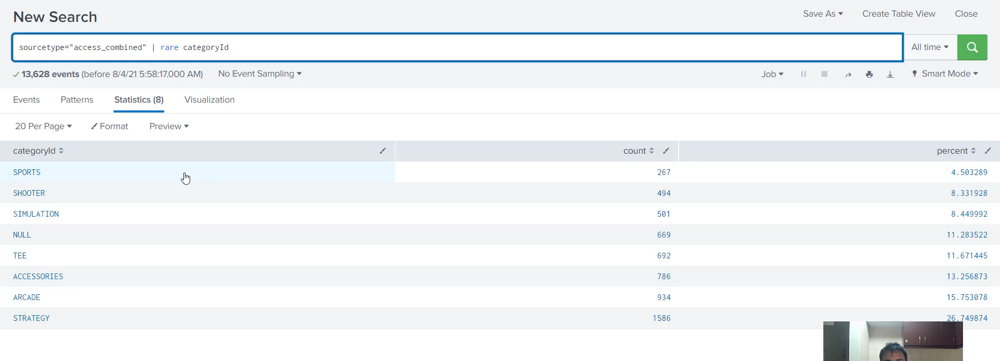 New Search
Save As Create Table View Close
sourcetype="access_combined" | rare categoryId
All time
13,628 events (before 8/4/21 5:58:17.000 AM) No Event Sampling
Job Smart Mode
Events Patterns Statistics (8) Visualization
20 Per Page Format Preview
categoryId count percent
SPORTS 267 4.503289
SHOOTER 494 8.331928
SIMULATION 501 8.449992
NULL 669 11.283522
TEE 692 11.671445
ACCESSORIES 786 13.256873
ARCADE 934 15.753078
STRATEGY 1586 26.749874